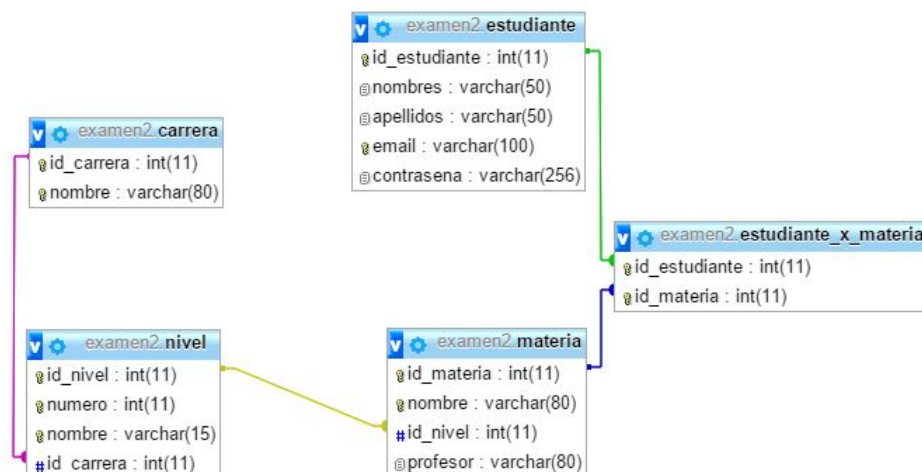 examen2.estudiante
id_estudiante : int(11)
nombres : varchar(50)
apellidos : varchar(50)
email : varchar(100)
contrasena : varchar(256)
v examen2.carrera
id_carrera : int(11)
nombre : varchar(80)
v examen2.estudiante_x_materia
id_estudiante : int(11)
id_materia : int(11)
v examen2.nivel
id_nivel : int(11)
numero : int(11)
nombre : varchar(15)
#id_carrera : int(11)
v examen2.materia
id_materia : int(11)
nombre : varchar(80)
#id_nivel : int(11)
profesor : varchar(80)